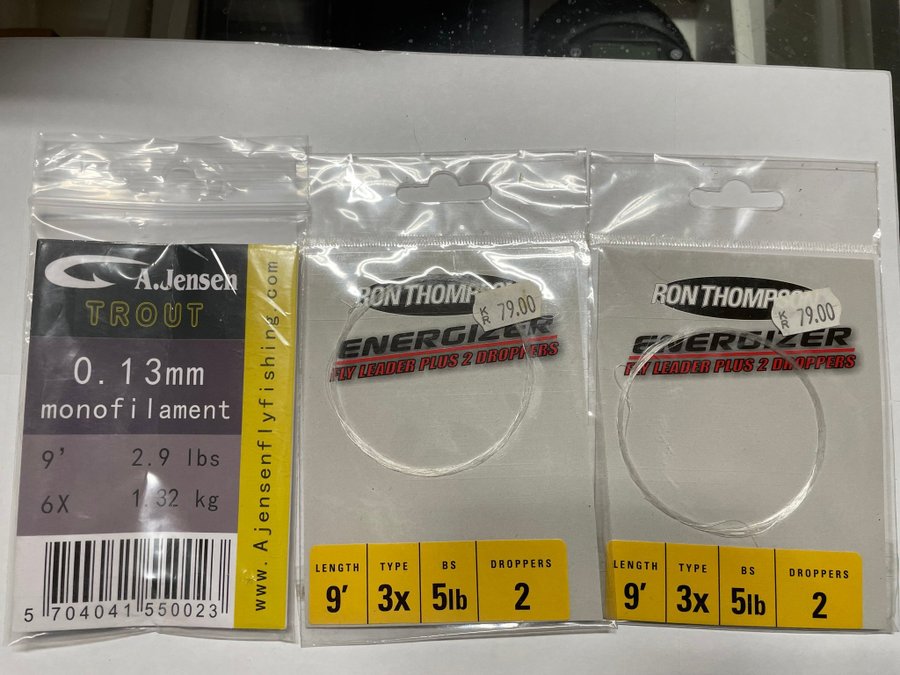 A.Jensen
TROUT
0.13mm
monofilament
9' 2.9 lbs
6X 1.32 kg
5 704041 550023
www.Ajensenflyfishing.com
RON THOMPSON
KR 79.00
ENERGIZER
FLY LEADER PLUS 2 DROPPERS
LENGTH TYPE BS DROPPERS
9' 3x 5lb 2
RON THOMPSON
KR 79.00
ENERGIZER
FLY LEADER PLUS 2 DROPPERS
LENGTH TYPE BS DROPPERS
9' 3x 5lb 2